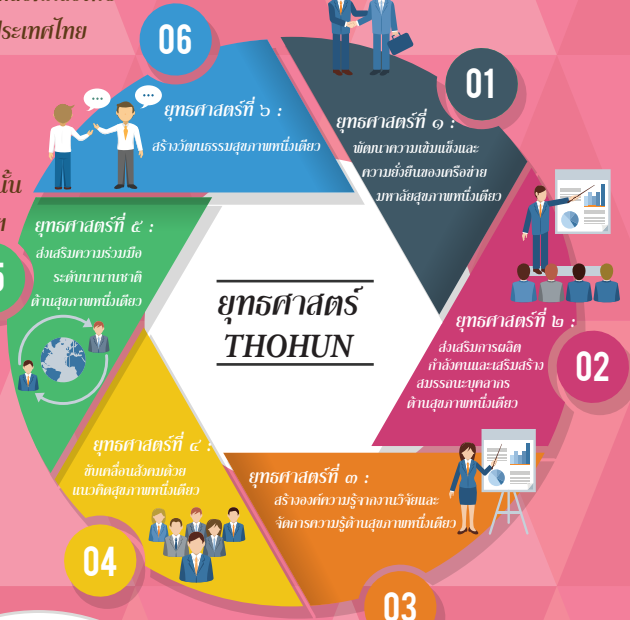 ประเทศไทย
06
01
ยุทธศาสตร์ที่ ๖ :
สร้างวัฒนธรรมสุขภาพหนึ่งเดียว
ยุทธศาสตร์ที่ ๑ :
พัฒนาความเข้มแข็งและ
ความยั่งยืนของเครือข่าย
มหาลัยสุขภาพหนึ่งเดียว
ยุทธศาสตร์ที่ ๕ :
ส่งเสริมความร่วมมือ
ระดับนานานชาติ
ด้านสุขภาพหนึ่งเดียว
ยุทธศาสตร์
THOHUN
ยุทธศาสตร์ที่ ๒ :
ส่งเสริมการผลิต
กำลังคนและเสริมสร้าง
สมรรถนะบุคลากร
ด้านสุขภาพหนึ่งเดียว
02
ยุทธศาสตร์ที่ ๔ :
ขับเคลื่อนสังคมด้วย
แนวคิดสุขภาพหนึ่งเดียว
04
ยุทธศาสตร์ที่ ๓ :
สร้างองค์ความรู้จากงานวิจัยและ
จัดการความรู้ด้านสุขภาพหนึ่งเดียว
03